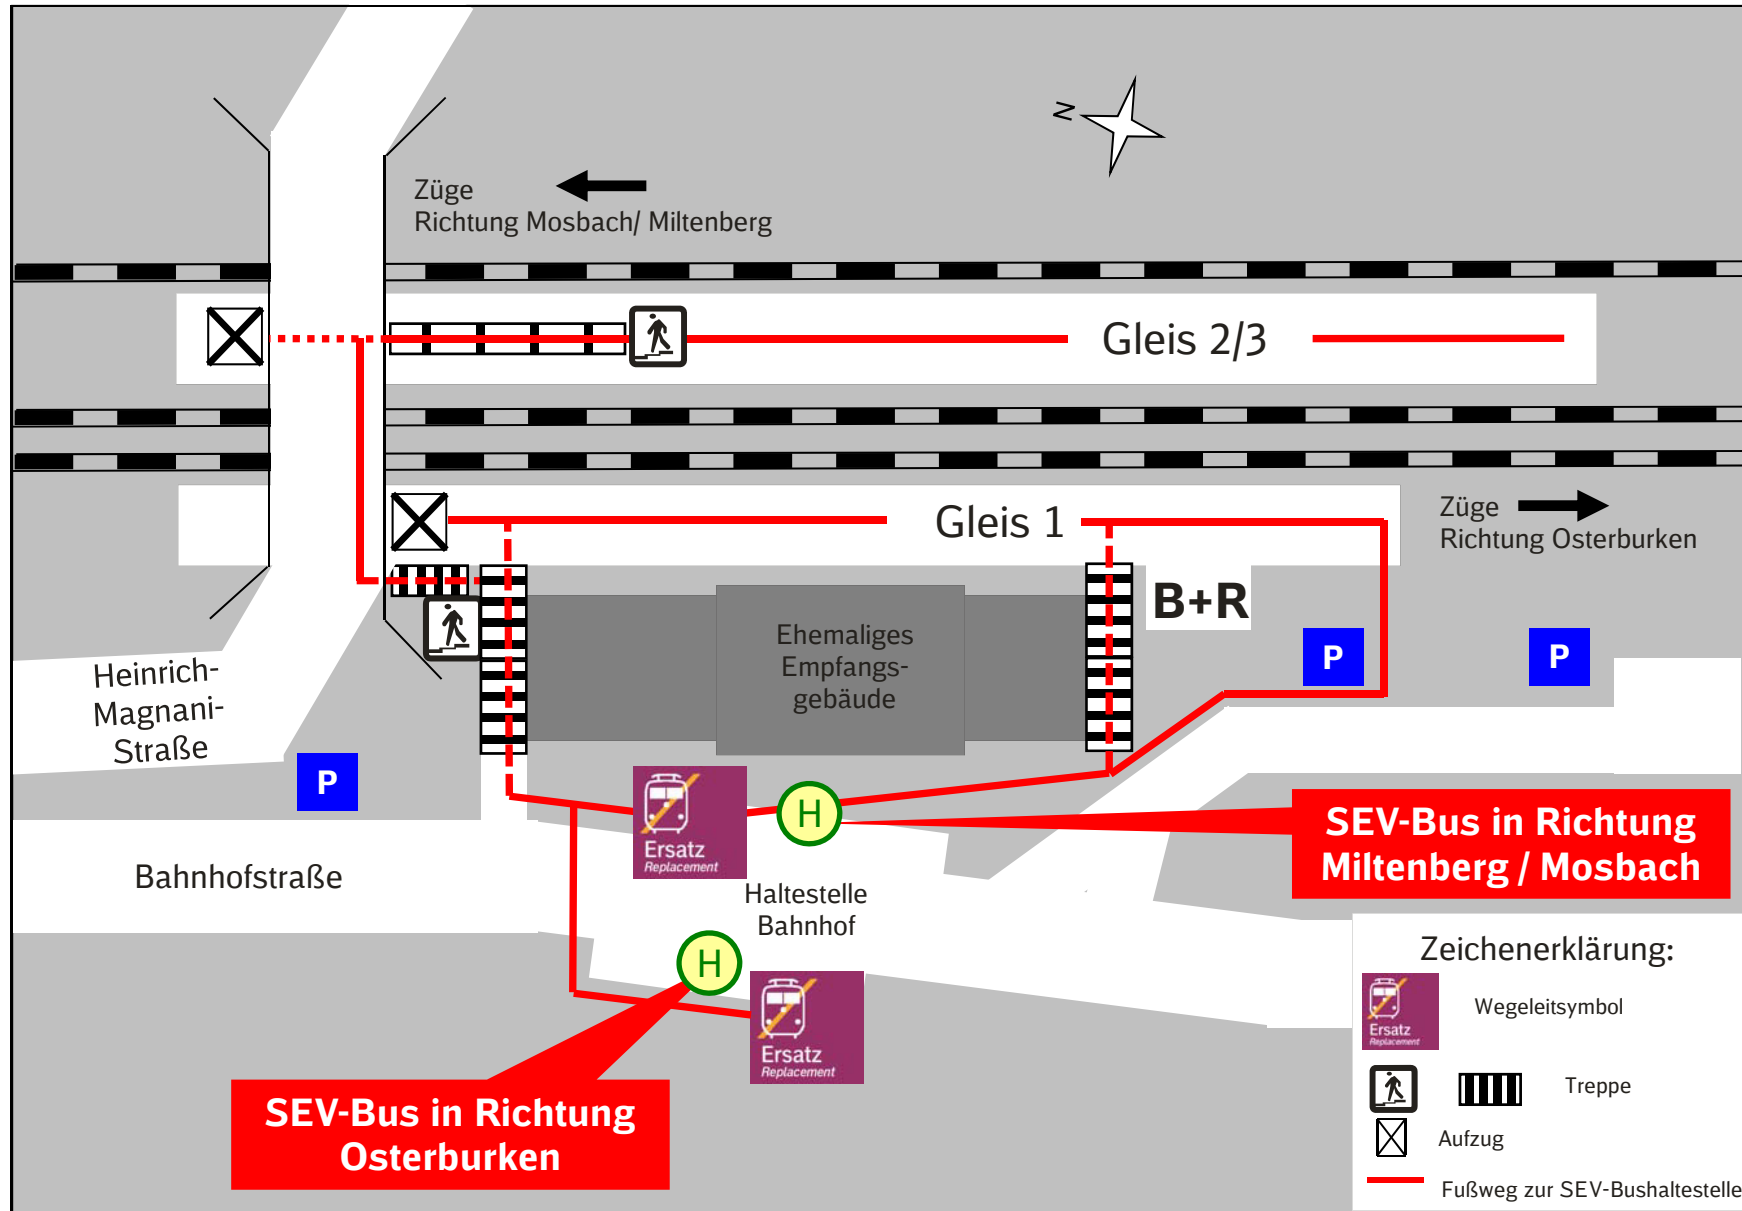 N
Züge
Richtung Mosbach/ Miltenberg
Gleis 2/3
Gleis 1
Züge
Richtung Osterburken
B+R
Ehemaliges
Empfangs-
gebäude
P
P
Heinrich-
Magnani-
Straße
P
Ersatz
Replacement
H
SEV-Bus in Richtung
Miltenberg / Mosbach
Bahnhofstraße
Haltestelle
Bahnhof
H
Ersatz
Replacement
SEV-Bus in Richtung
Osterburken
Zeichenerklärung:
Ersatz
Replacement
Wegeleitsymbol
Treppe
Aufzug
Fußweg zur SEV-Bushaltestelle